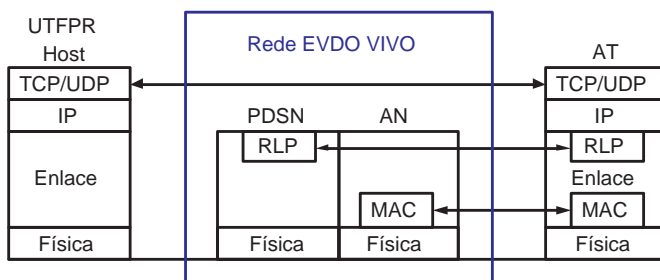 UTFPR
Host
TCP/UDP
IP
Enlace
Física
Rede EVDO VIVO
PDSN
AN
RLP
MAC
Física
Física
AT
TCP/UDP
IP
RLP
Enlace
MAC
Física